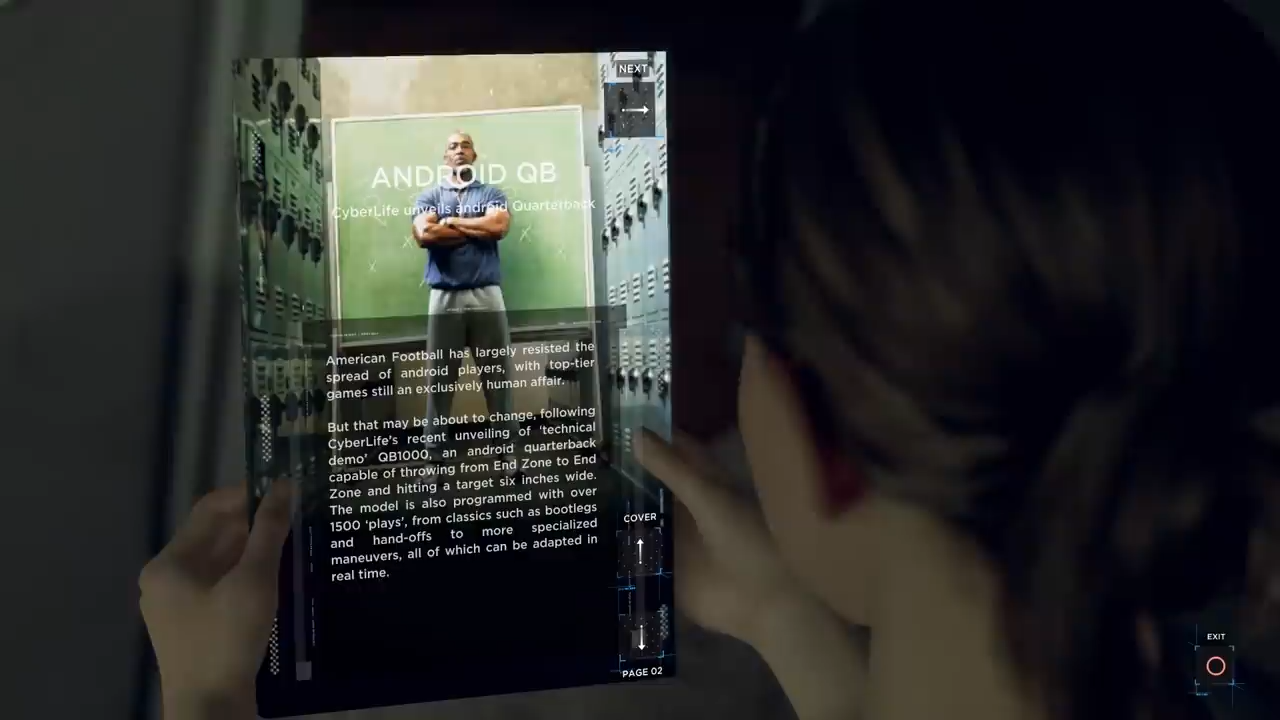 NEXT
ANDROID QB
CyberLife unveils android Quarterback
American Football has largely resisted the
spread of android players, with top-tier
games still an exclusively human affair.
But that may be about to change, following
CyberLife's recent unveiling of 'technical
demo' QB1000, an android quarterback
capable of throwing from End Zone to End
Zone and hitting a target six inches wide.
The model is also programmed with over
1500 'plays', from classics such as bootlegs
and hand-offs to more specialized
maneuvers, all of which can be adapted in
real time.
COVER
PAGE 02
EXIT